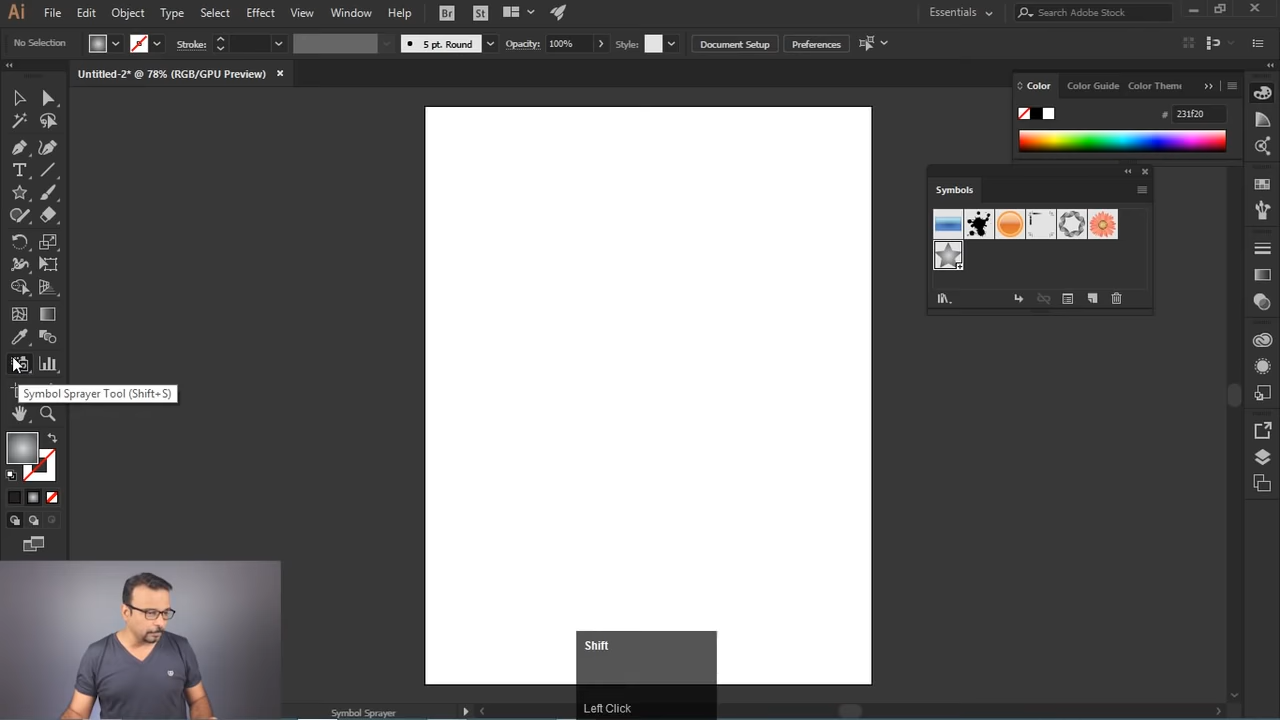 Ai File Edit Object Type Select Effect View Window Help Br St Essentials Search Adobe Stock
No Selection Stroke: 5 pt. Round Opacity: 100% Style: Document Setup Preferences
Untitled-2* @ 78% (RGB/GPU Preview) ×
Color Color Guide Color Theme
# 231f20
Symbols
Symbol Sprayer Tool (Shift+S)
Shift
Left Click
Symbol Sprayer